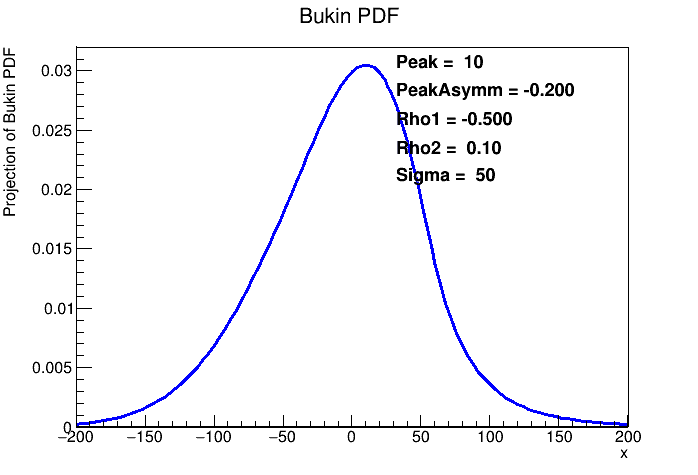 Bukin PDF
Projection of Bukin PDF
Peak =  10
PeakAsymm = -0.200
Rho1 = -0.500
Rho2 =  0.10
Sigma =  50
0.03
0.025
0.02
0.015
0.01
0.005
0
−200 −150 −100 −50 0 50 100 150 200
x